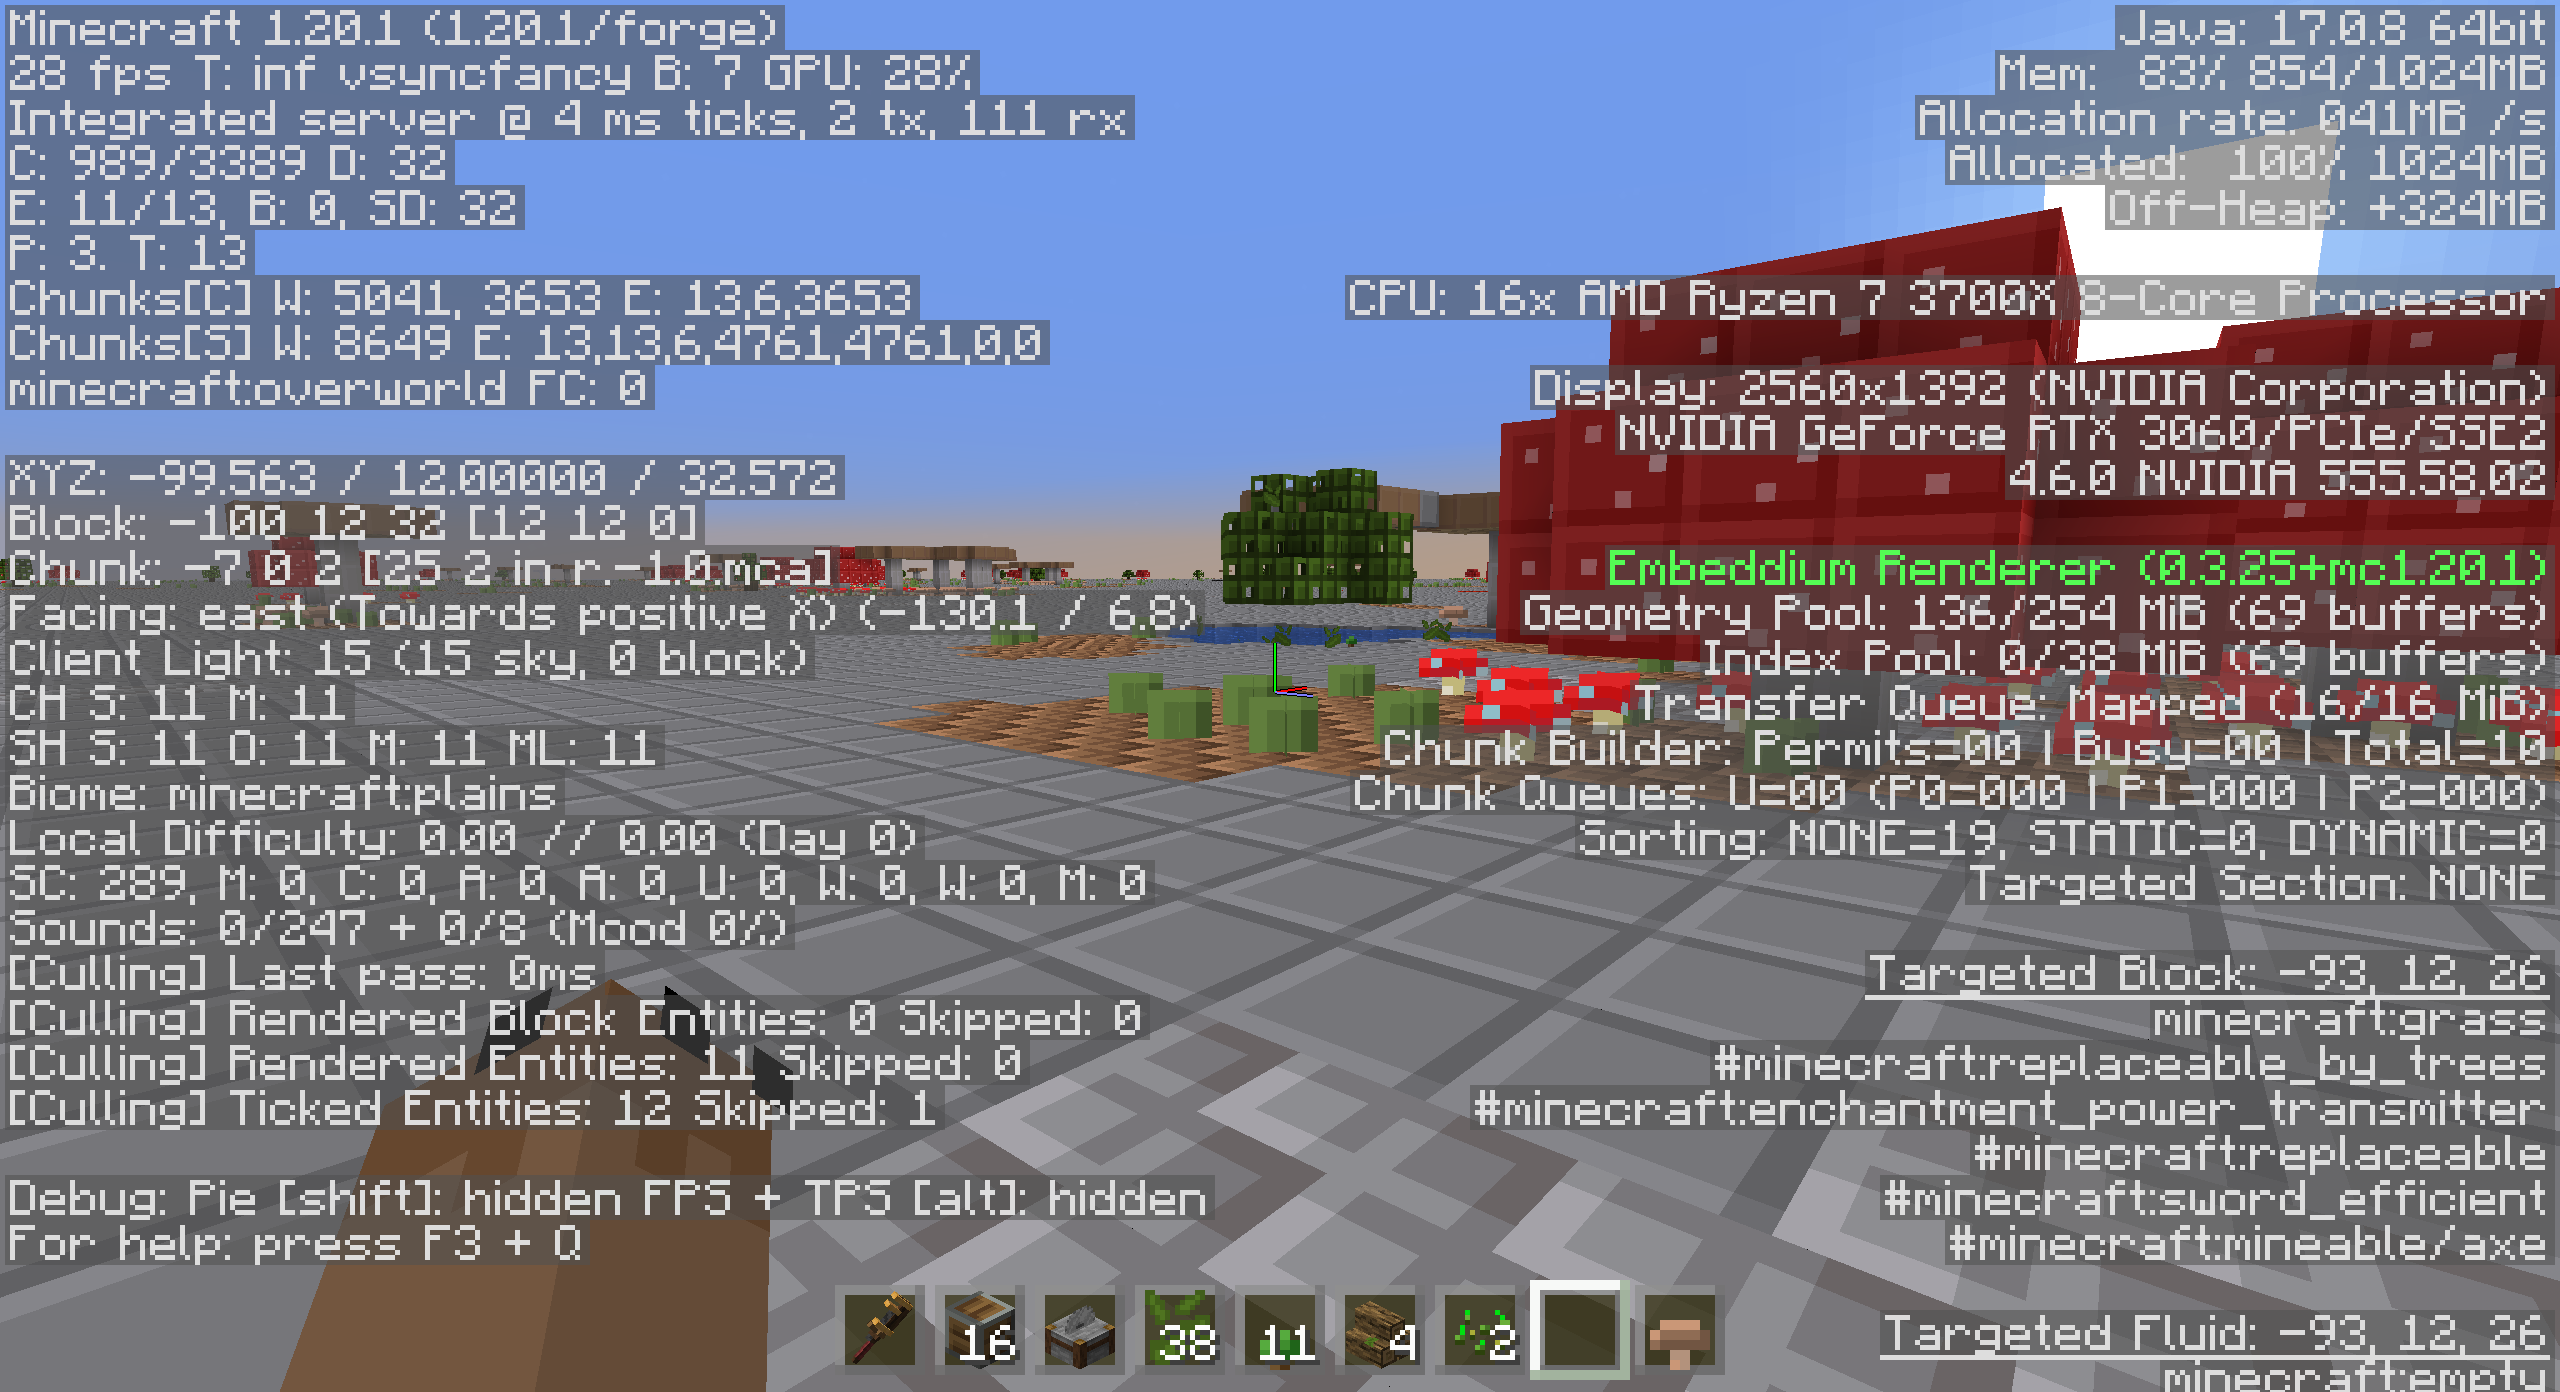 Minecraft 1.20.1 (1.20.1/forge)
28 fps T: inf vsyncfancy B: 7 GPU: 28%
Integrated server @ 4 ms ticks, 2 tx, 111 rx
C: 989/3389 D: 32
E: 11/13, B: 0, SD: 32
P: 3. T: 13
Chunks[C] W: 5041, 3653 E: 13,6,3653
Chunks[S] W: 8649 E: 13,13,6,4761,4761,0,0
minecraft:overworld FC: 0
XYZ: -99.563 / 12.00000 / 32.572
Block: -100 12 32 [12 12 0]
Chunk: -7 0 2 [25 2 in r.-1.0.mca]
Facing: east (Towards positive X) (-130.1 / 6.8)
Client Light: 15 (15 sky, 0 block)
CH S: 11 M: 11
SH S: 11 O: 11 M: 11 ML: 11
Biome: minecraft:plains
Local Difficulty: 0.00 // 0.00 (Day 0)
SC: 289, M: 0, C: 0, A: 0, A: 0, U: 0, W: 0, W: 0, M: 0
Sounds: 0/247 + 0/8 (Mood 0%)
[Culling] Last pass: 0ms
[Culling] Rendered Block Entities: 0 Skipped: 0
[Culling] Rendered Entities: 11 Skipped: 0
[Culling] Ticked Entities: 12 Skipped: 1
Debug: Pie [shift]: hidden FPS + TPS [alt]: hidden
For help: press F3 + Q
Java: 17.0.8 64bit
Mem: 83% 854/1024MB
Allocation rate: 041MB /s
Allocated: 100% 1024MB
Off-Heap: +324MB
CPU: 16x AMD Ryzen 7 3700X 8-Core Processor
Display: 2560x1392 (NVIDIA Corporation)
NVIDIA GeForce RTX 3060/PCIe/SSE2
4.6.0 NVIDIA 555.58.02
Embeddium Renderer (0.3.25+mc1.20.1)
Geometry Pool: 136/254 MiB (69 buffers)
Index Pool: 0/38 MiB (69 buffers)
Transfer Queue: Mapped (16/16 MiB)
Chunk Builder: Permits=00 | Busy=00 | Total=10
Chunk Queues: U=00 (P0=000 | P1=000 | P2=000)
Sorting: NONE=19, STATIC=0, DYNAMIC=0
Targeted Section: NONE
Targeted Block: -93, 12, 26
minecraft:grass
#minecraft:replaceable_by_trees
#minecraft:enchantment_power_transmitter
#minecraft:replaceable
#minecraft:sword_efficient
#minecraft:mineable/axe
Targeted Fluid: -93, 12, 26
minecraft:empty
16 38 11 4 2